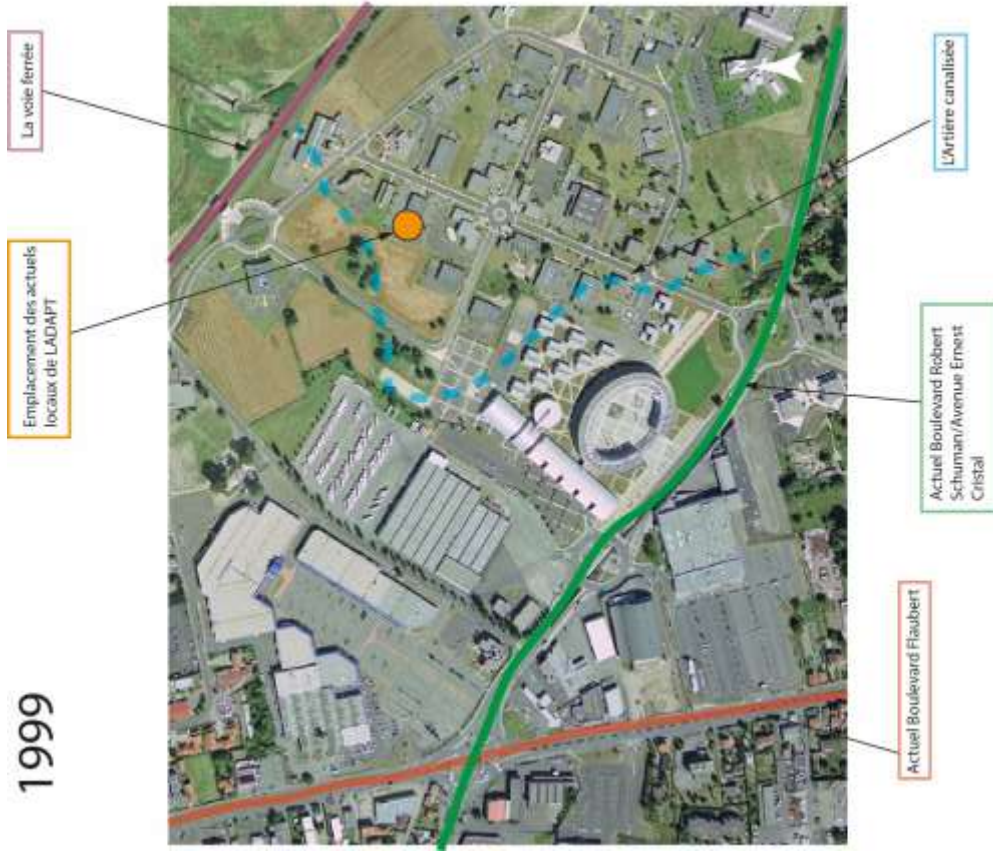 1999
La voie ferrée
Emplacement des actuels
locaux de LADAPT
Actuel Boulevard Flaubert
Actuel Boulevard Robert
Schuman/Avenue Ernest
Cristal
L'Artière canalisée